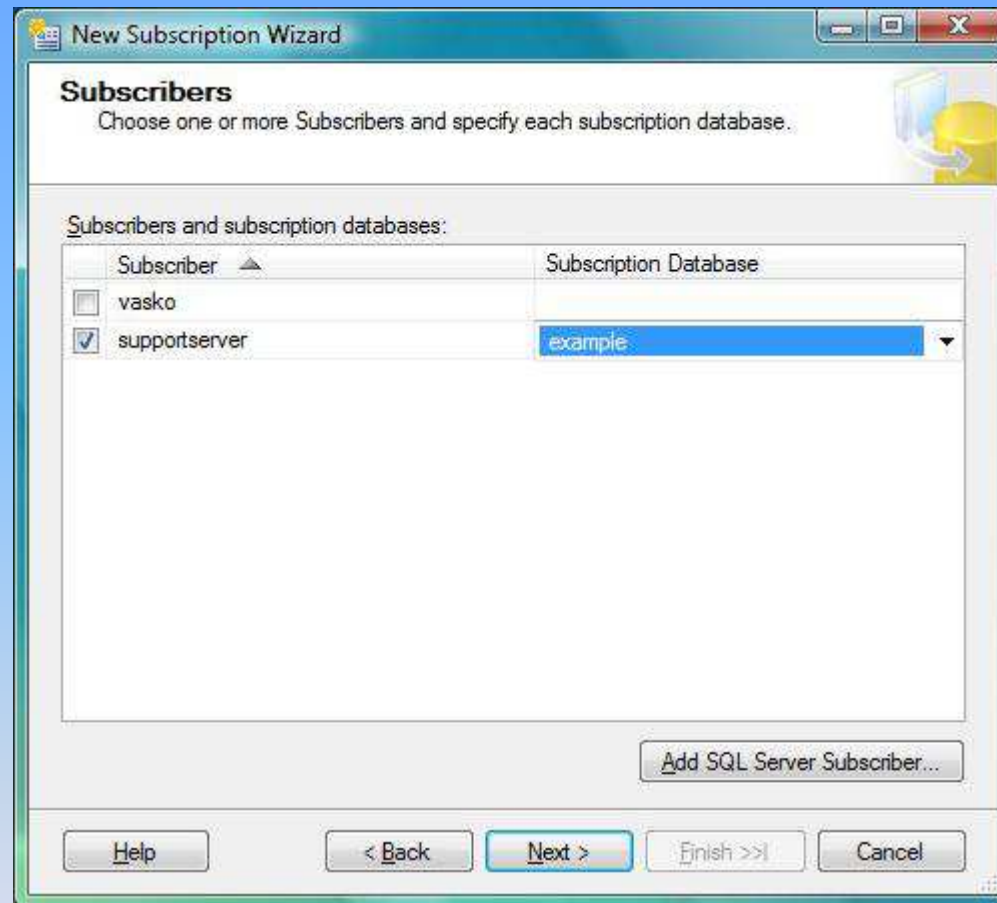 New Subscription Wizard
Subscribers
Choose one or more Subscribers and specify each subscription database.
Subscribers and subscription databases:
Subscriber Subscription Database
vasko
supportserver example
Add SQL Server Subscriber...
Help < Back Next > Finish >>| Cancel